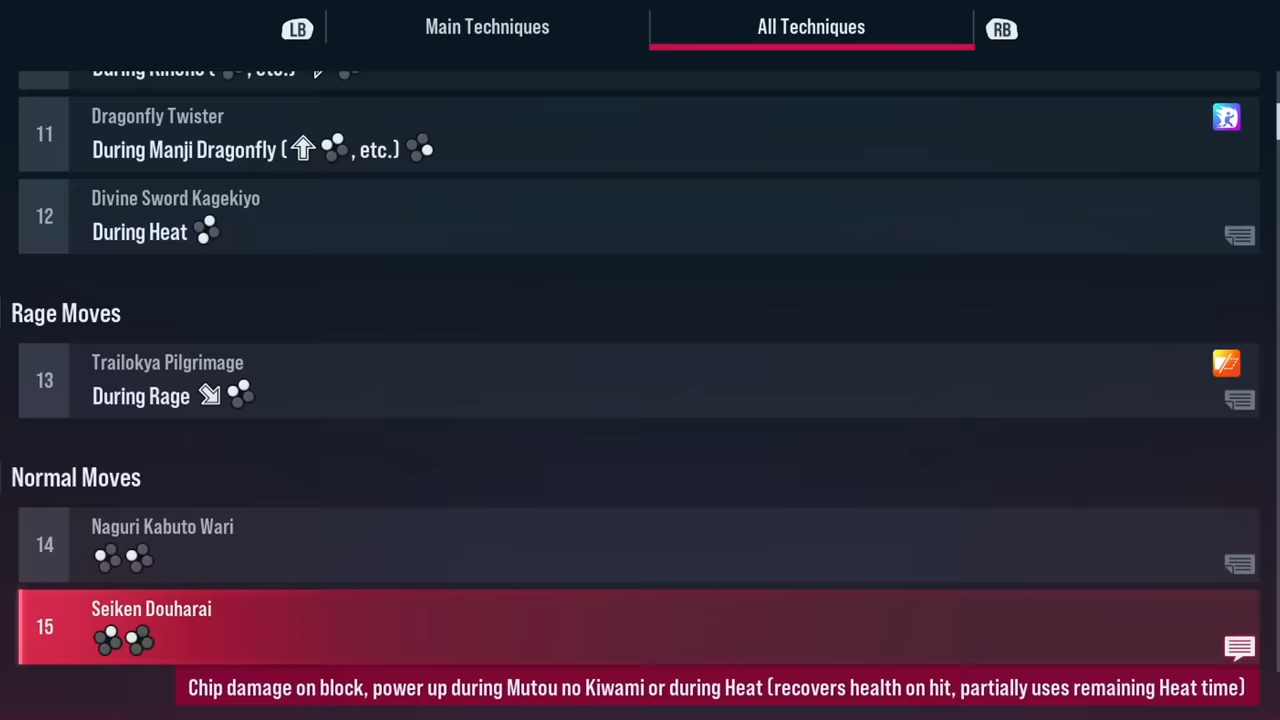 LB
Main Techniques
All Techniques
RB
During Kincho ( , etc.)
11
Dragonfly Twister
During Manji Dragonfly ( , etc.)
12
Divine Sword Kagekiyo
During Heat
Rage Moves
13
Trailokya Pilgrimage
During Rage
Normal Moves
14
Naguri Kabuto Wari
15
Seiken Douharai
Chip damage on block, power up during Mutou no Kiwami or during Heat (recovers health on hit, partially uses remaining Heat time)